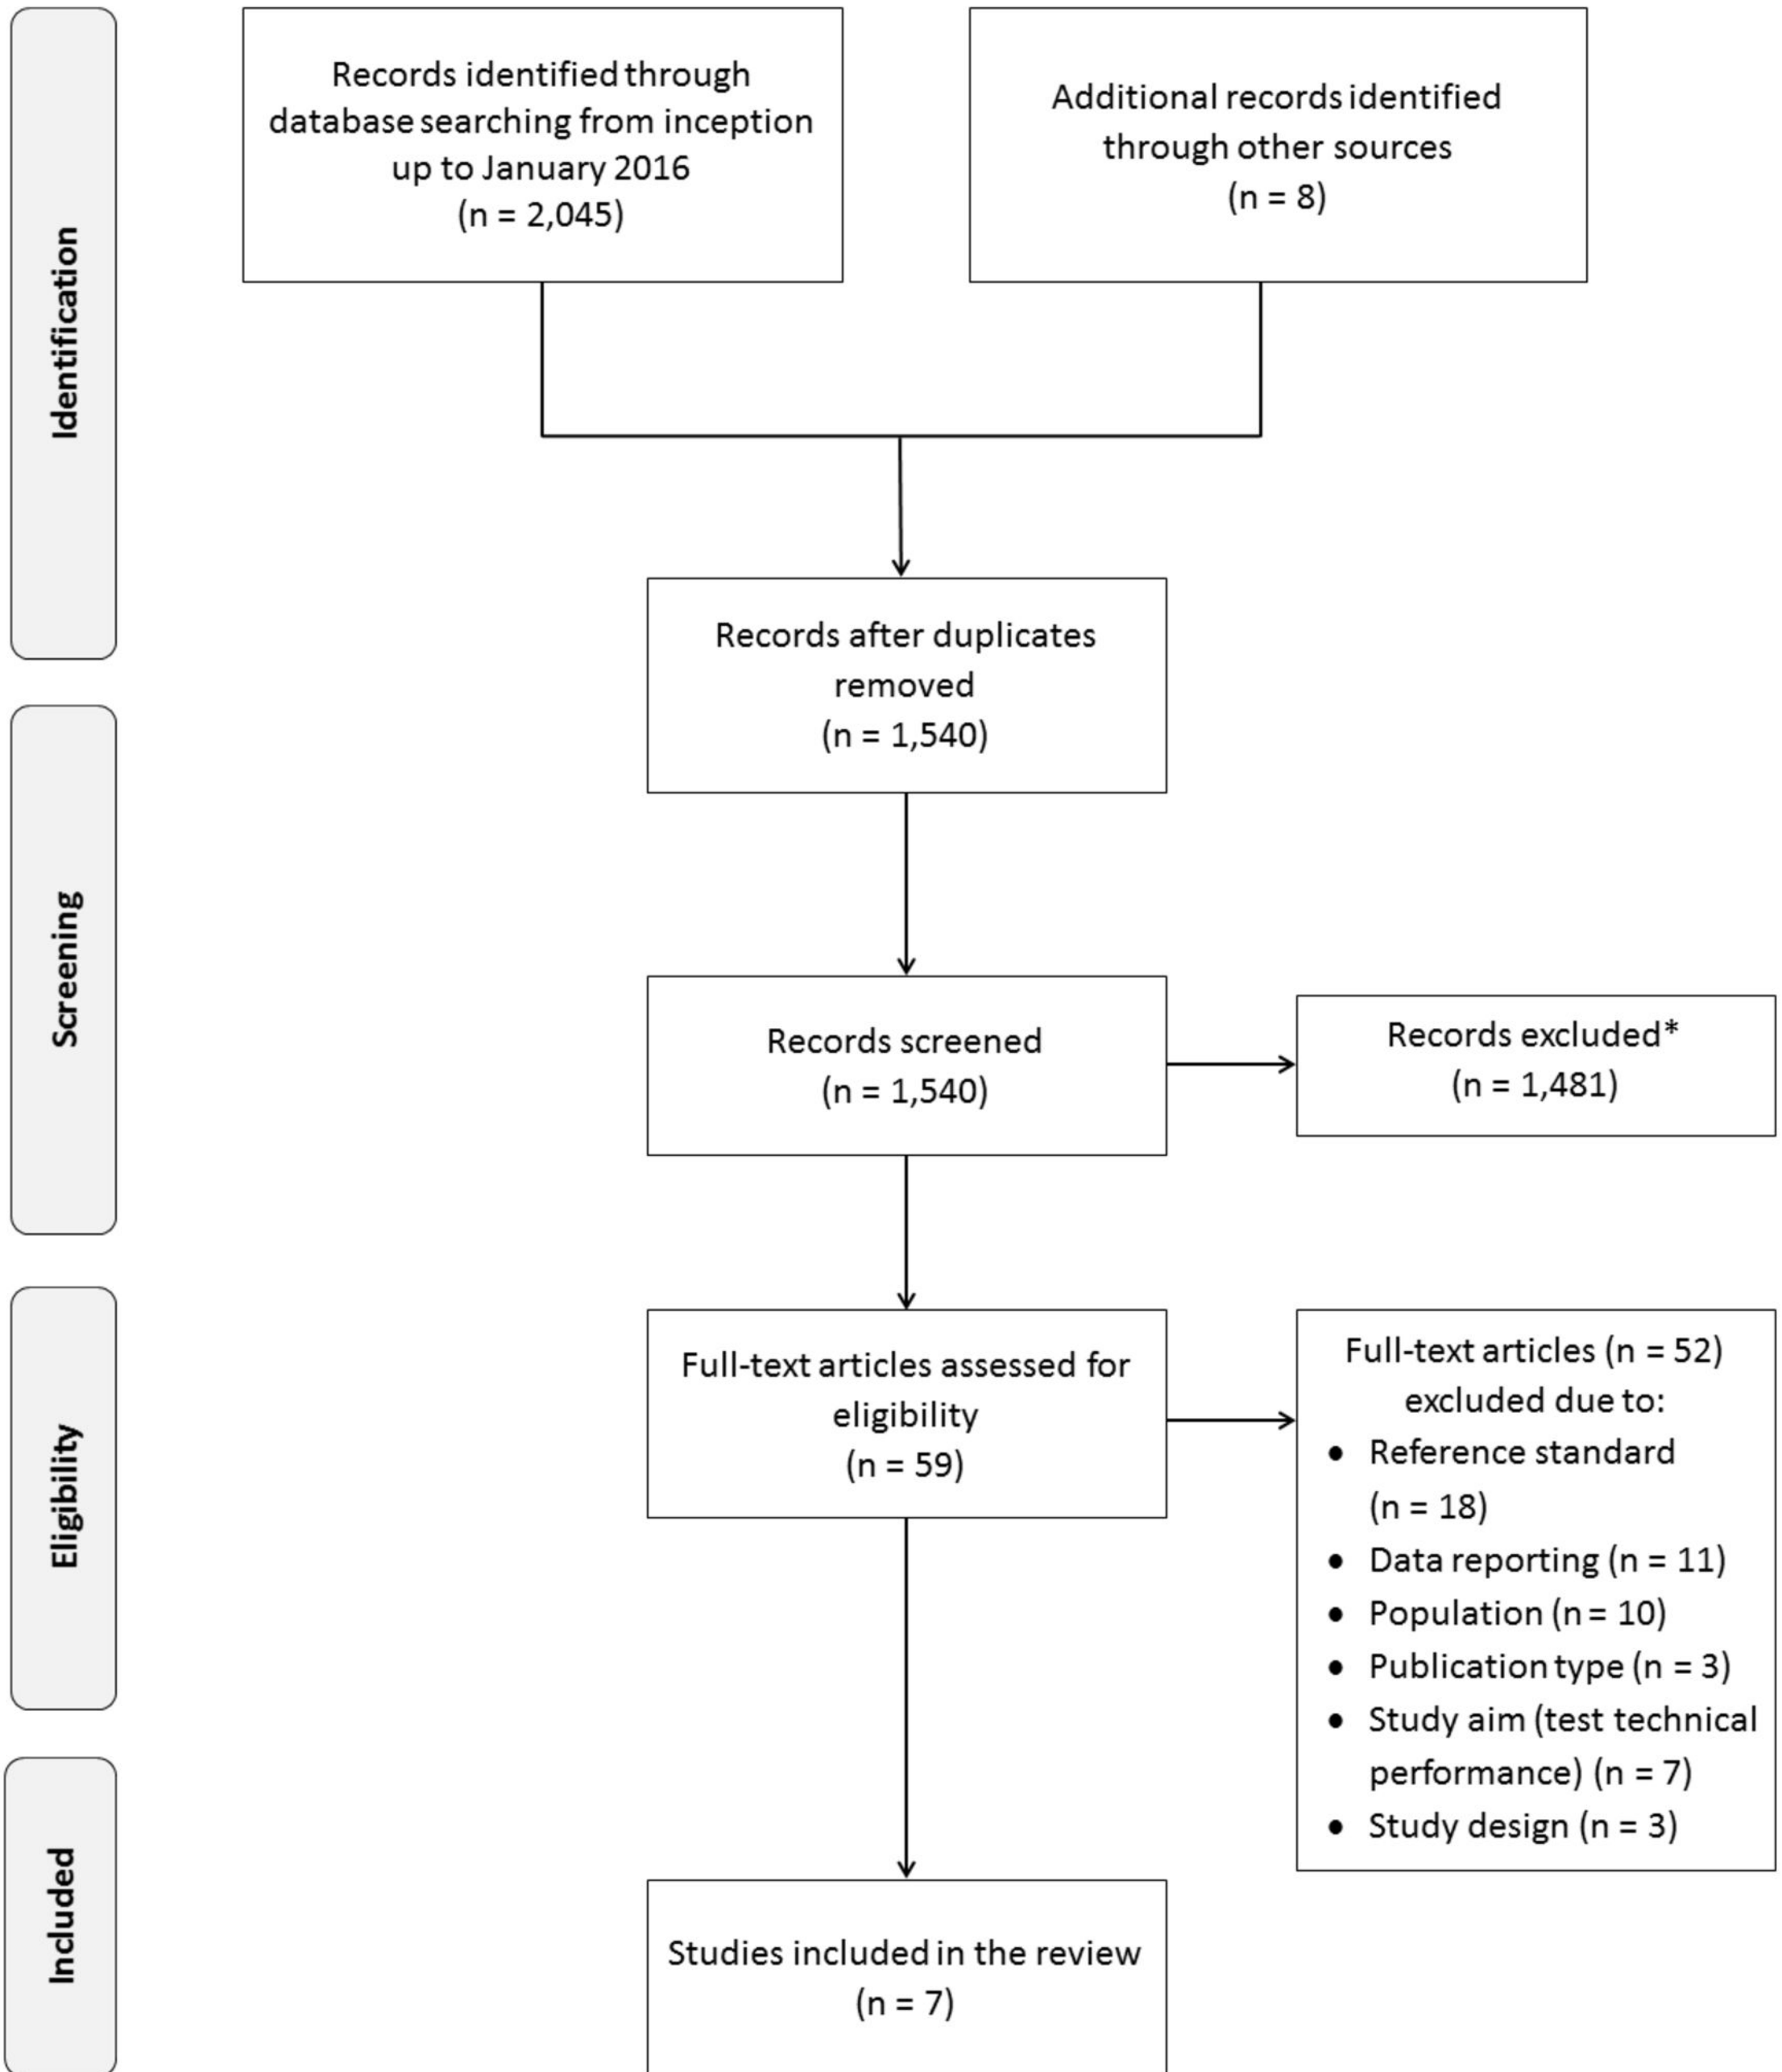 Identification
Records identified through
database searching from inception
up to January 2016
(n = 2,045)
Additional records identified
through other sources
(n = 8)
Records after duplicates
removed
(n = 1,540)
Screening
Records screened
(n = 1,540)
Records excluded*
(n = 1,481)
Eligibility
Full-text articles assessed for
eligibility
(n = 59)
Full-text articles (n = 52)
excluded due to:
• Reference standard
(n = 18)
• Data reporting (n = 11)
• Population (n = 10)
• Publication type (n = 3)
• Study aim (test technical
performance) (n = 7)
• Study design (n = 3)
Included
Studies included in the review
(n = 7)